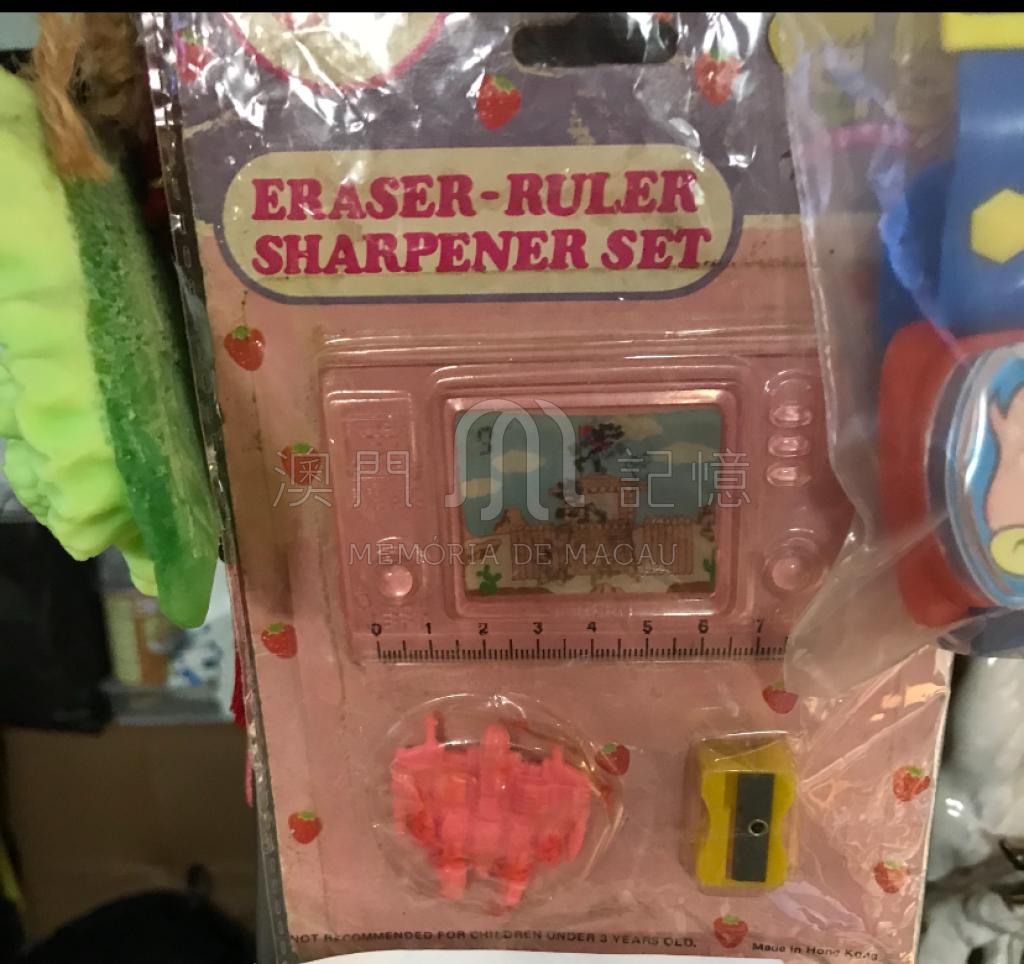 ERASER-RULER
SHARPENER SET
澳門記憶
MEMÓRIA DE MACAU
0 1 2 3 4 5 6 7
NOT RECOMMENDED FOR CHILDREN UNDER 3 YEARS OLD.
Made in Hong Kong